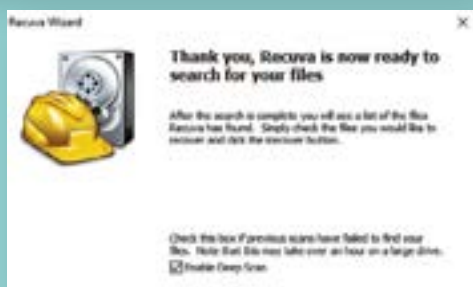 Recuva Wizard
Thank you, Recuva is now ready to
search for your files
After the search is complete you will see a list of the files
Recuva has found. Simply check the files you would like to
recover and click the recover button.
Check this box if previous scans have failed to find your
files. Note that this may take over an hour on a large drive.
Enable Deep Scan